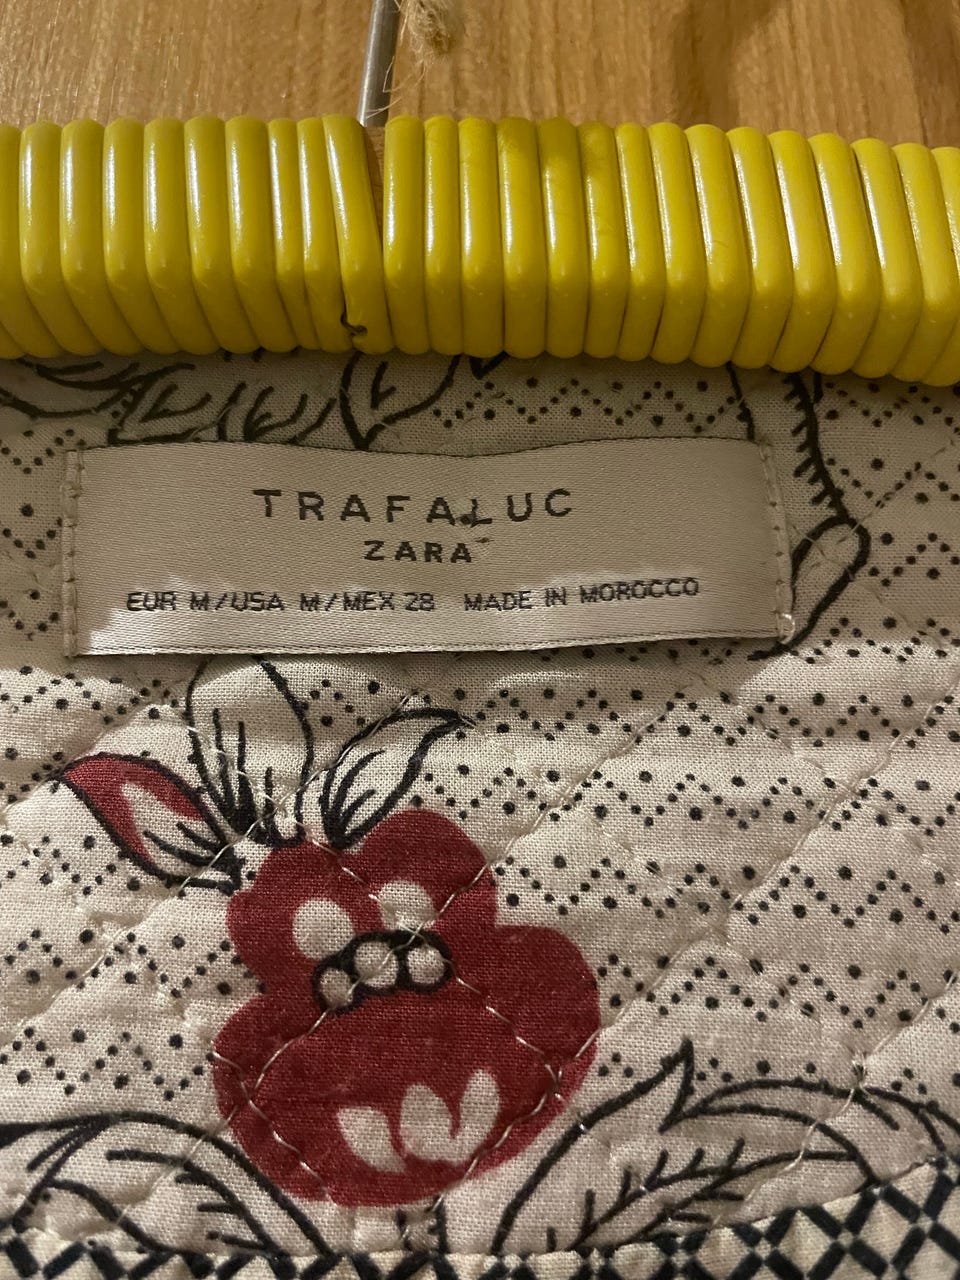 TRAFALUC
ZARA
EUR M/USA M/MEX 28 MADE IN MOROCCO